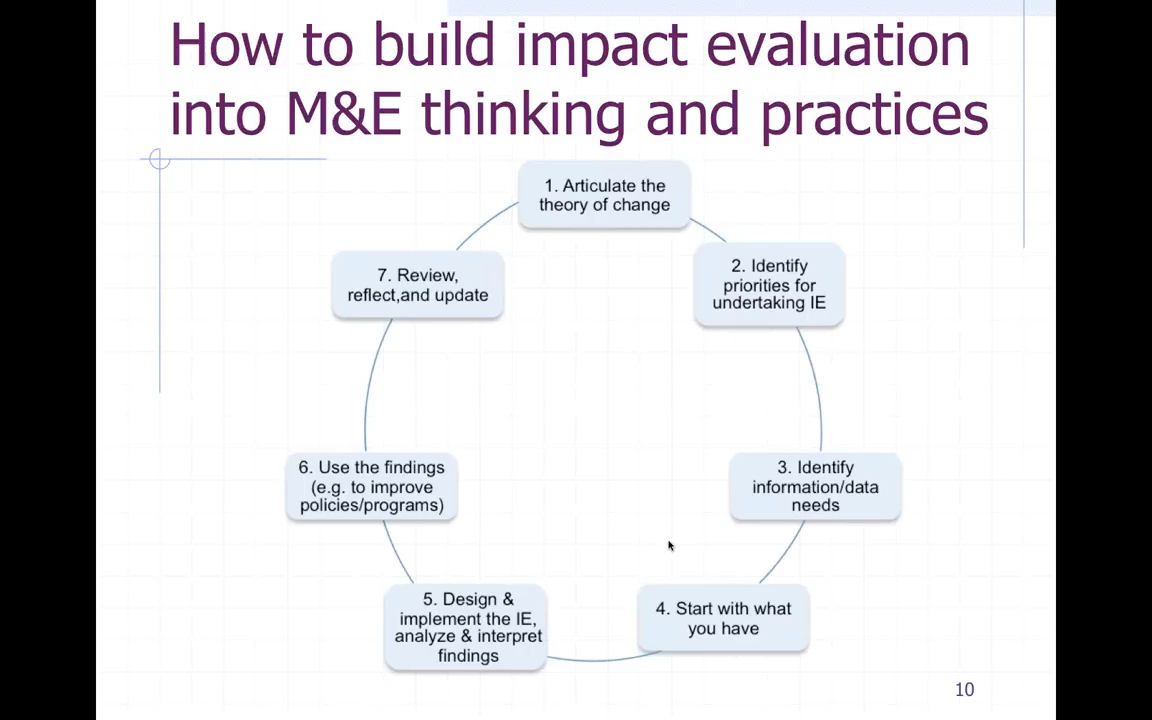 How to build impact evaluation
into M&E thinking and practices
1. Articulate the
theory of change
2. Identify
priorities for
undertaking IE
3. Identify
information/data
needs
4. Start with what
you have
5. Design &
implement the IE,
analyze & interpret
findings
6. Use the findings
(e.g. to improve
policies/programs)
7. Review,
reflect,and update
10